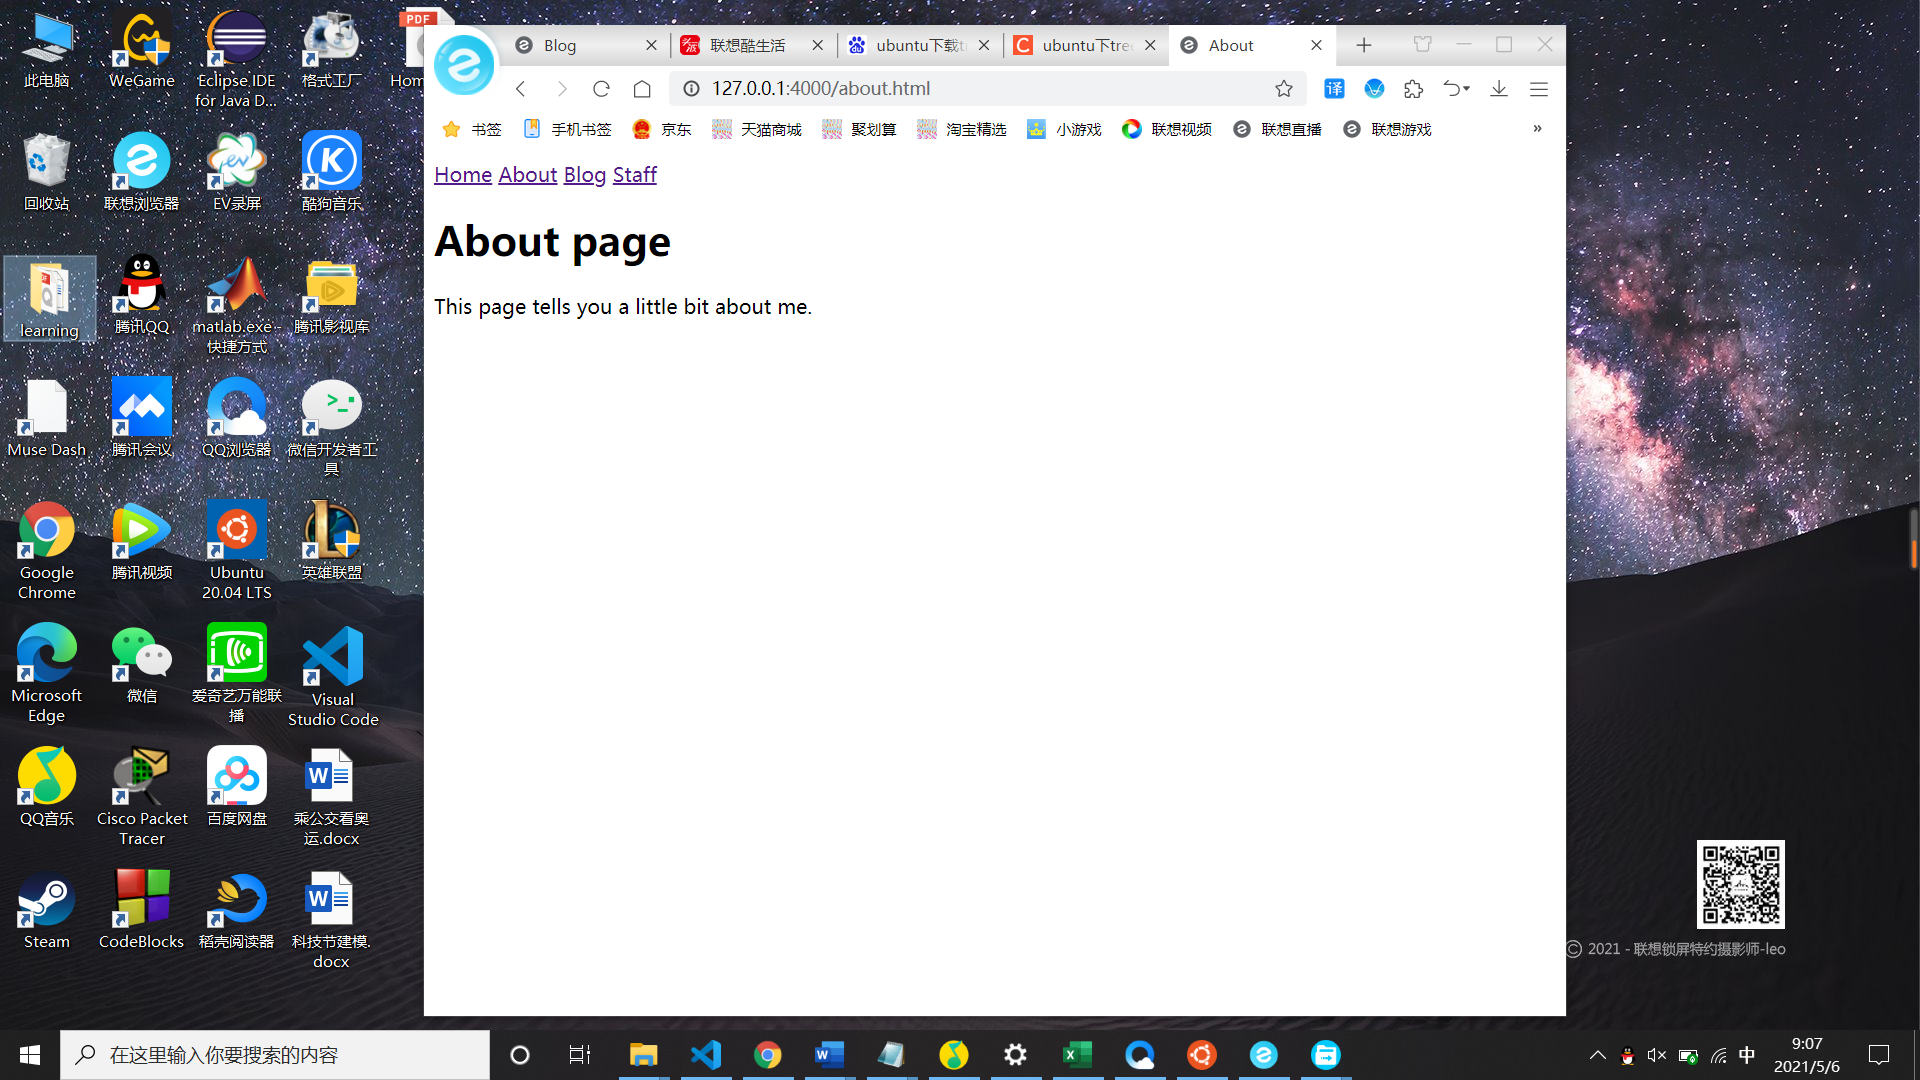 此电脑
WeGame
Eclipse IDE
for Java D...
格式工厂
PDF
Hom
回收站
联想浏览器
EV录屏
酷狗音乐
learning
腾讯QQ
matlab.exe -
快捷方式
腾讯影视库
Muse Dash
腾讯会议
QQ浏览器
微信开发者工
具
Google
Chrome
腾讯视频
Ubuntu
20.04 LTS
英雄联盟
Microsoft
Edge
微信
爱奇艺万能联
播
Visual
Studio Code
QQ音乐
Cisco Packet
Tracer
百度网盘
乘公交看奥
运.docx
Steam
CodeBlocks
稻壳阅读器
科技节建模.
docx
Blog
联想酷生活
ubuntu下载tr
ubuntu下tree
About
127.0.0.1:4000/about.html
译
书签
手机书签
京东
天猫商城
聚划算
淘宝精选
小游戏
联想视频
联想直播
联想游戏
»
Home About Blog Staff
About page
This page tells you a little bit about me.
© 2021 - 联想锁屏特约摄影师-leo
在这里输入你要搜索的内容
中
9:07
2021/5/6